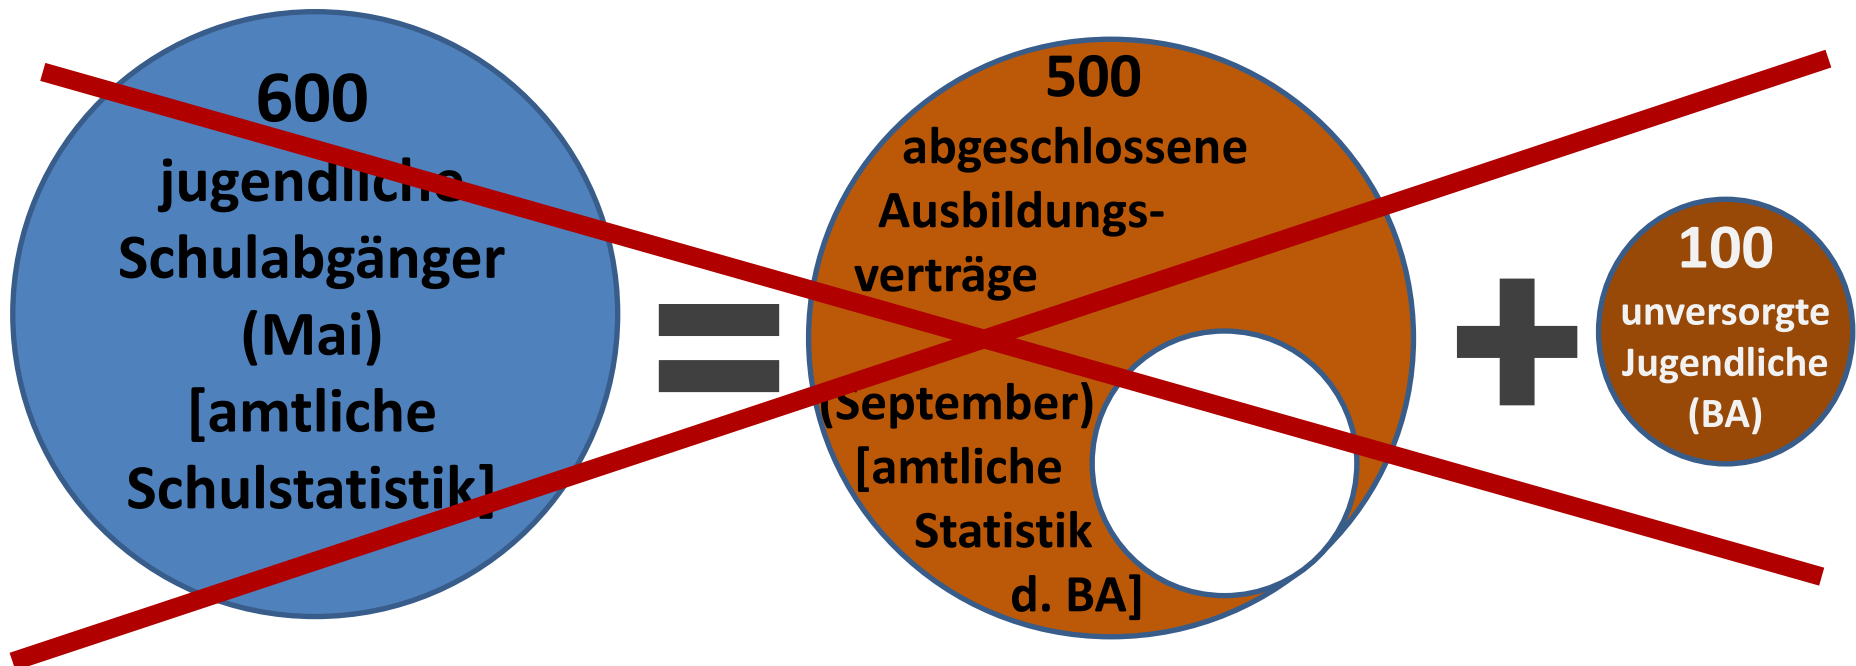 600
jugendliche
Schulabgänger
(Mai)
[amtliche
Schulstatistik]
500
abgeschlossene
Ausbildungs-
verträge
(September)
[amtliche
Statistik
d. BA]
100
unversorgte
Jugendliche
(BA)